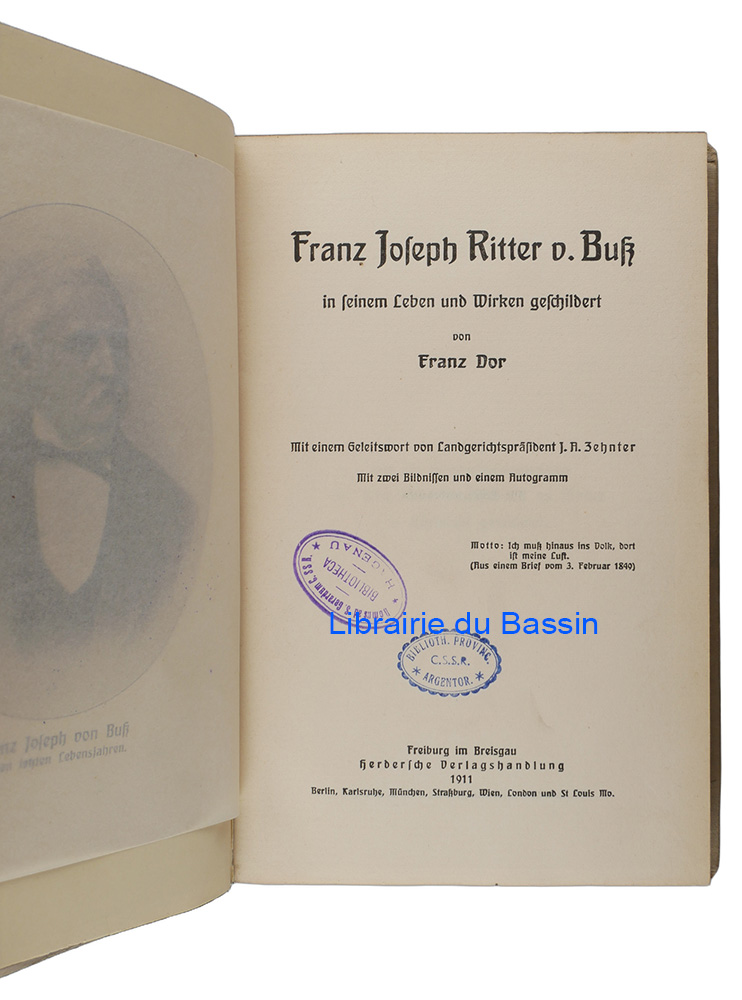 Franz Joseph Ritter v. Buß
in seinem Leben und Wirken geschildert
von
Franz Dor
Mit einem Geleitswort von Landgerichtspräsident J. A. Zehnter
Mit zwei Bildnissen und einem Autogramm
Motto: Ich muß hinaus ins Volk, dort
ist meine Lust.
(Aus einem Brief vom 3. Februar 1849)
BIBLIOTHECA
Librairie du Bassin
BIBLIOTH. PROVINC.
C.S.S.R.
* ARGENTOR. *
Freiburg im Breisgau
Herdersche Verlagshandlung
1911
Berlin, Karlsruhe, München, Straßburg, Wien, London und St Louis Mo.
Joseph von Buß
letzten Lebensjahren.